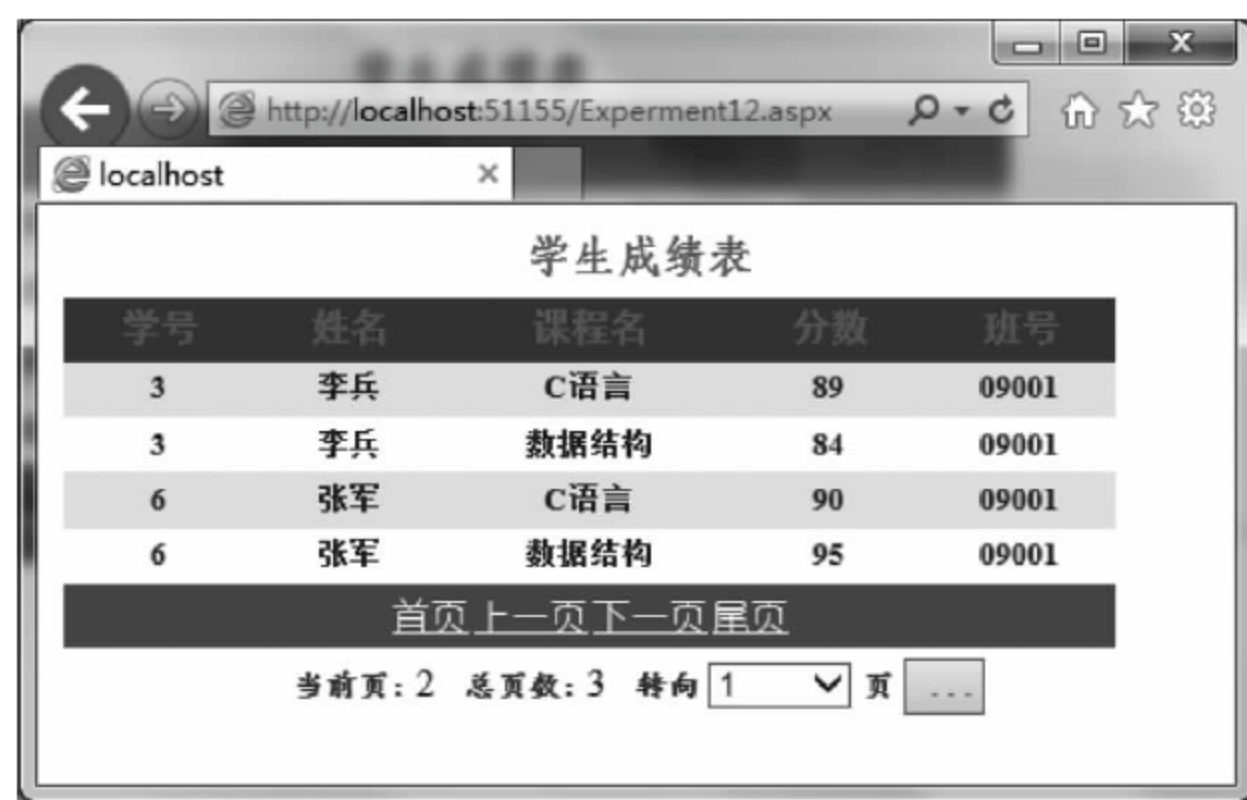 http://localhost:51155/Experment12.aspx
localhost
学生成绩表
学号 姓名 课程名 分数 班号
3 李兵 C语言 89 09001
3 李兵 数据结构 84 09001
6 张军 C语言 90 09001
6 张军 数据结构 95 09001
首页 上一页 下一页 尾页
当前页: 2 总页数: 3 转向 1 页 ...